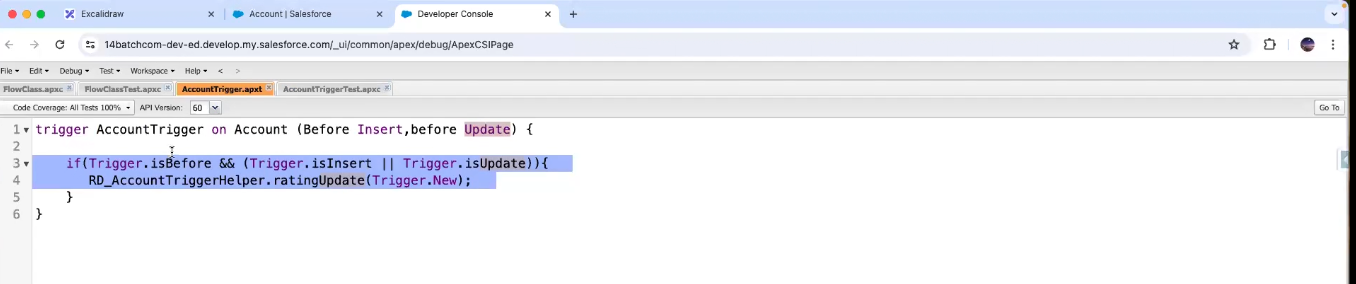 Excalidraw
Account | Salesforce
Developer Console
14batchcom-dev-ed.develop.my.salesforce.com/_ui/common/apex/debug/ApexCSIPage
File Edit Debug Test Workspace Help < >
FlowClass.apxc FlowClassTest.apxc AccountTrigger.apxt AccountTriggerTest.apxc
Code Coverage: All Tests 100% API Version: 60 Go To
1 trigger AccountTrigger on Account (Before Insert,before Update) {
2
3 if(Trigger.isBefore && (Trigger.isInsert || Trigger.isUpdate)){
4 RD_AccountTriggerHelper.ratingUpdate(Trigger.New);
5 }
6 }